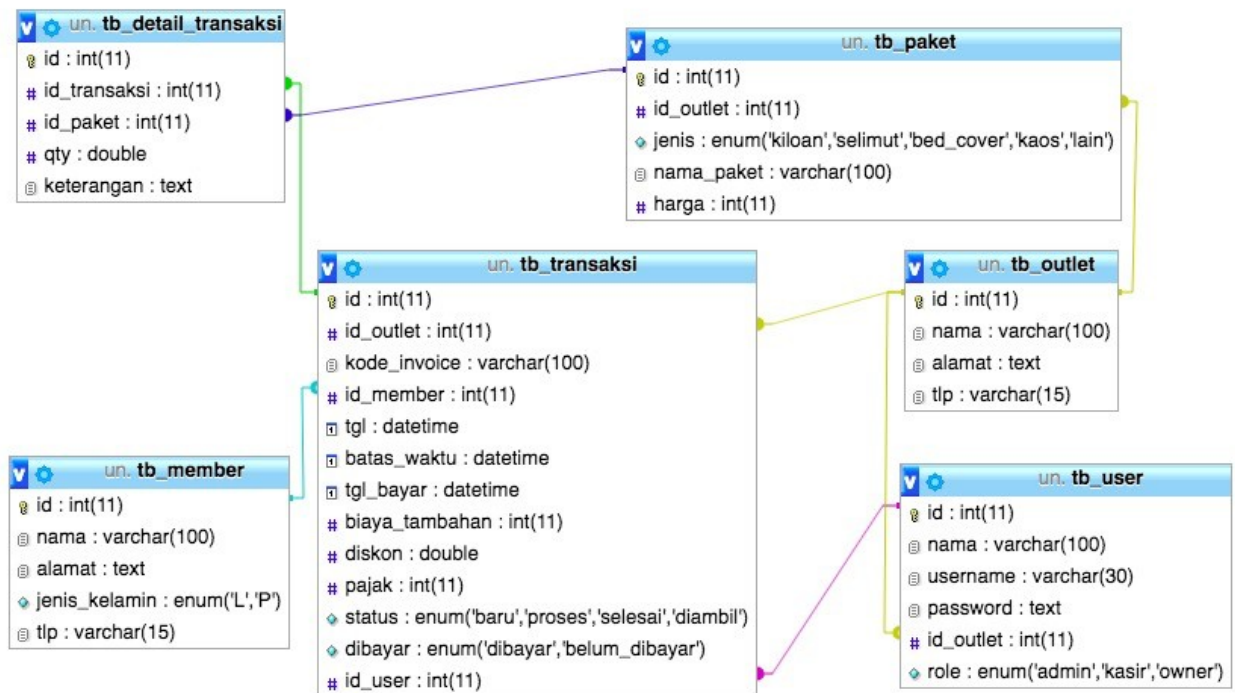 un. tb_detail_transaksi
id : int(11)
# id_transaksi : int(11)
# id_paket : int(11)
# qty : double
keterangan : text
un. tb_paket
id : int(11)
# id_outlet : int(11)
jenis : enum('kiloan','selimut','bed_cover','kaos','lain')
nama_paket : varchar(100)
# harga : int(11)
un. tb_transaksi
id : int(11)
# id_outlet : int(11)
kode_invoice : varchar(100)
# id_member : int(11)
tgl : datetime
batas_waktu : datetime
tgl_bayar : datetime
# biaya_tambahan : int(11)
# diskon : double
# pajak : int(11)
status : enum('baru','proses','selesai','diambil')
dibayar : enum('dibayar','belum_dibayar')
# id_user : int(11)
un. tb_outlet
id : int(11)
nama : varchar(100)
alamat : text
tlp : varchar(15)
un. tb_member
id : int(11)
nama : varchar(100)
alamat : text
jenis_kelamin : enum('L','P')
tlp : varchar(15)
un. tb_user
id : int(11)
nama : varchar(100)
username : varchar(30)
password : text
# id_outlet : int(11)
role : enum('admin','kasir','owner')